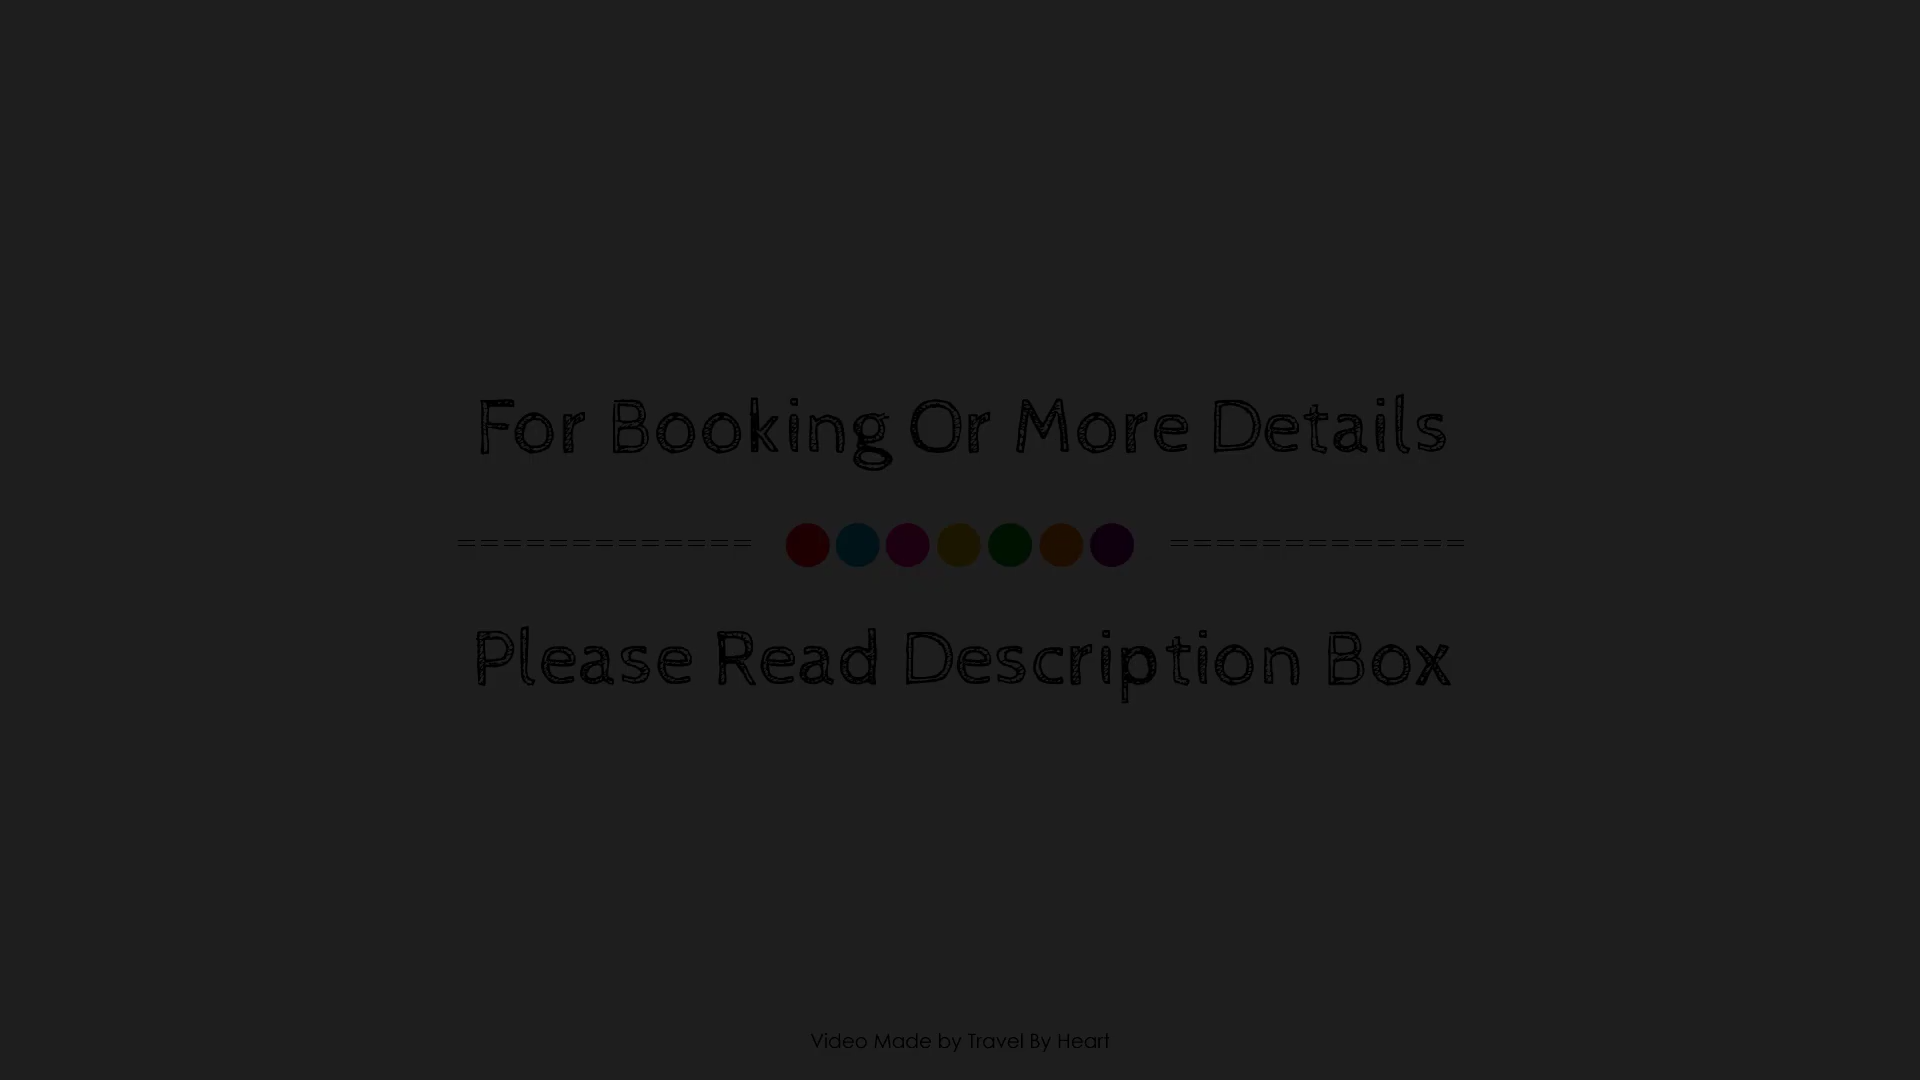 For Booking Or More Details
============= =============
Please Read Description Box
Video Made by Travel By Heart